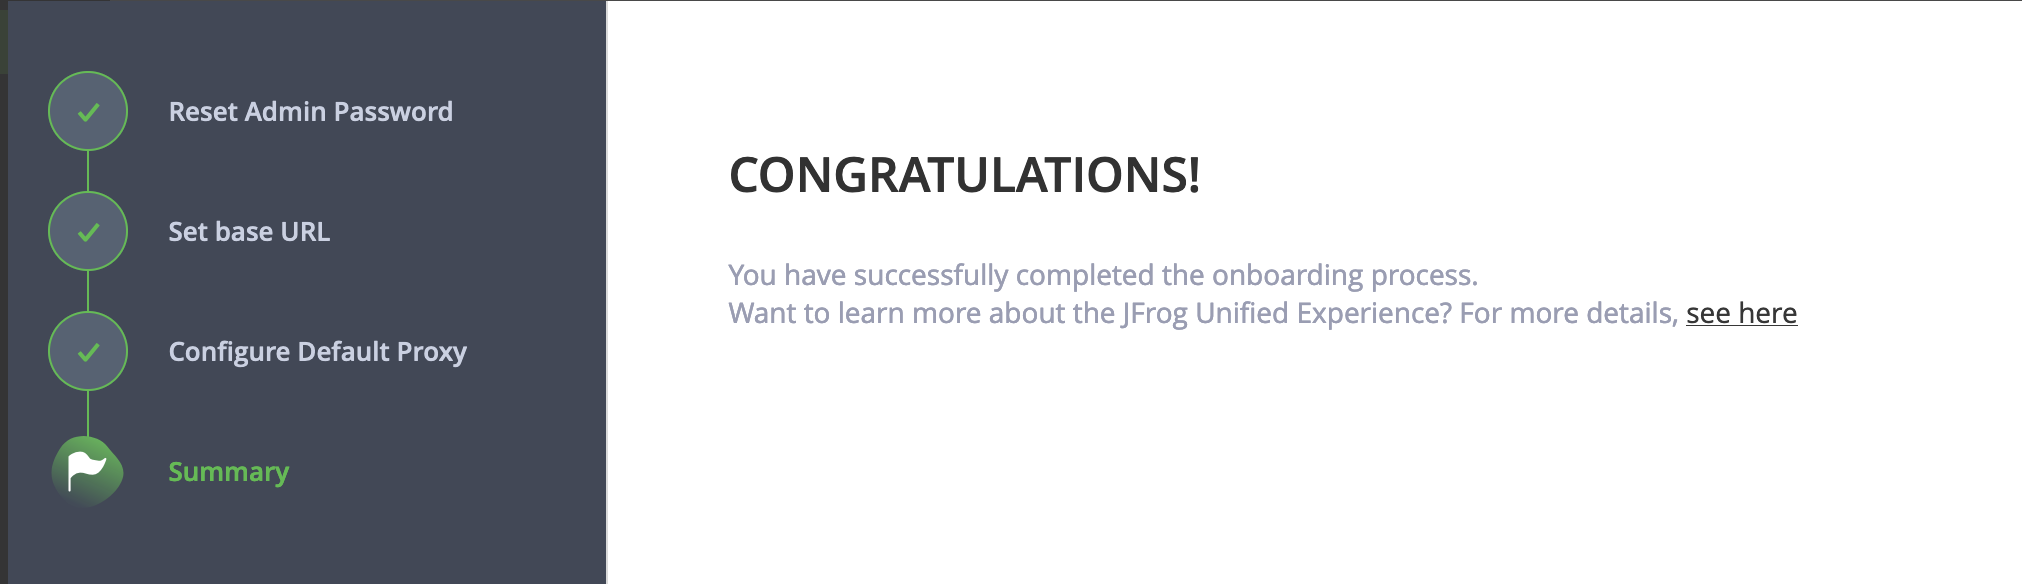 Reset Admin Password
Set base URL
Configure Default Proxy
Summary
CONGRATULATIONS!
You have successfully completed the onboarding process.
Want to learn more about the JFrog Unified Experience? For more details, see here